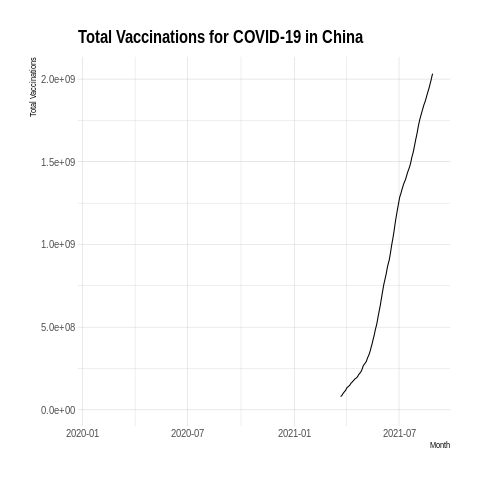 Total Vaccinations for COVID-19 in China
Total Vaccinations
2.0e+09
1.5e+09
1.0e+09
5.0e+08
0.0e+00
2020-01 2020-07 2021-01 2021-07
Month